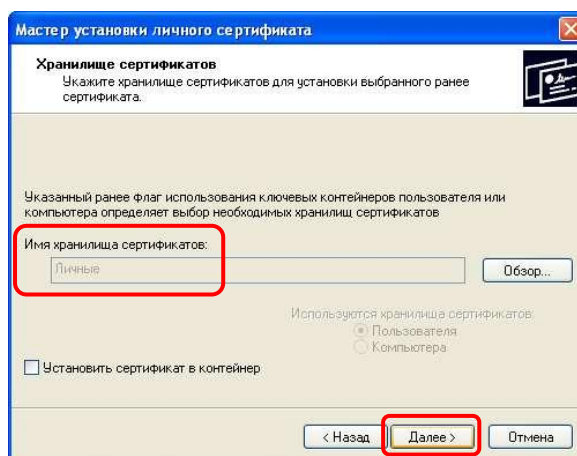 Мастер установки личного сертификата
Хранилище сертификатов
Укажите хранилище сертификатов для установки выбранного ранее
сертификата.
Указанный ранее флаг использования ключевых контейнеров пользователя или
компьютера определяет выбор необходимых хранилищ сертификатов
Имя хранилища сертификатов:
Личные
Обзор...
Используются хранилища сертификатов:
Пользователя
Компьютера
Установить сертификат в контейнер
< Назад
Далее >
Отмена